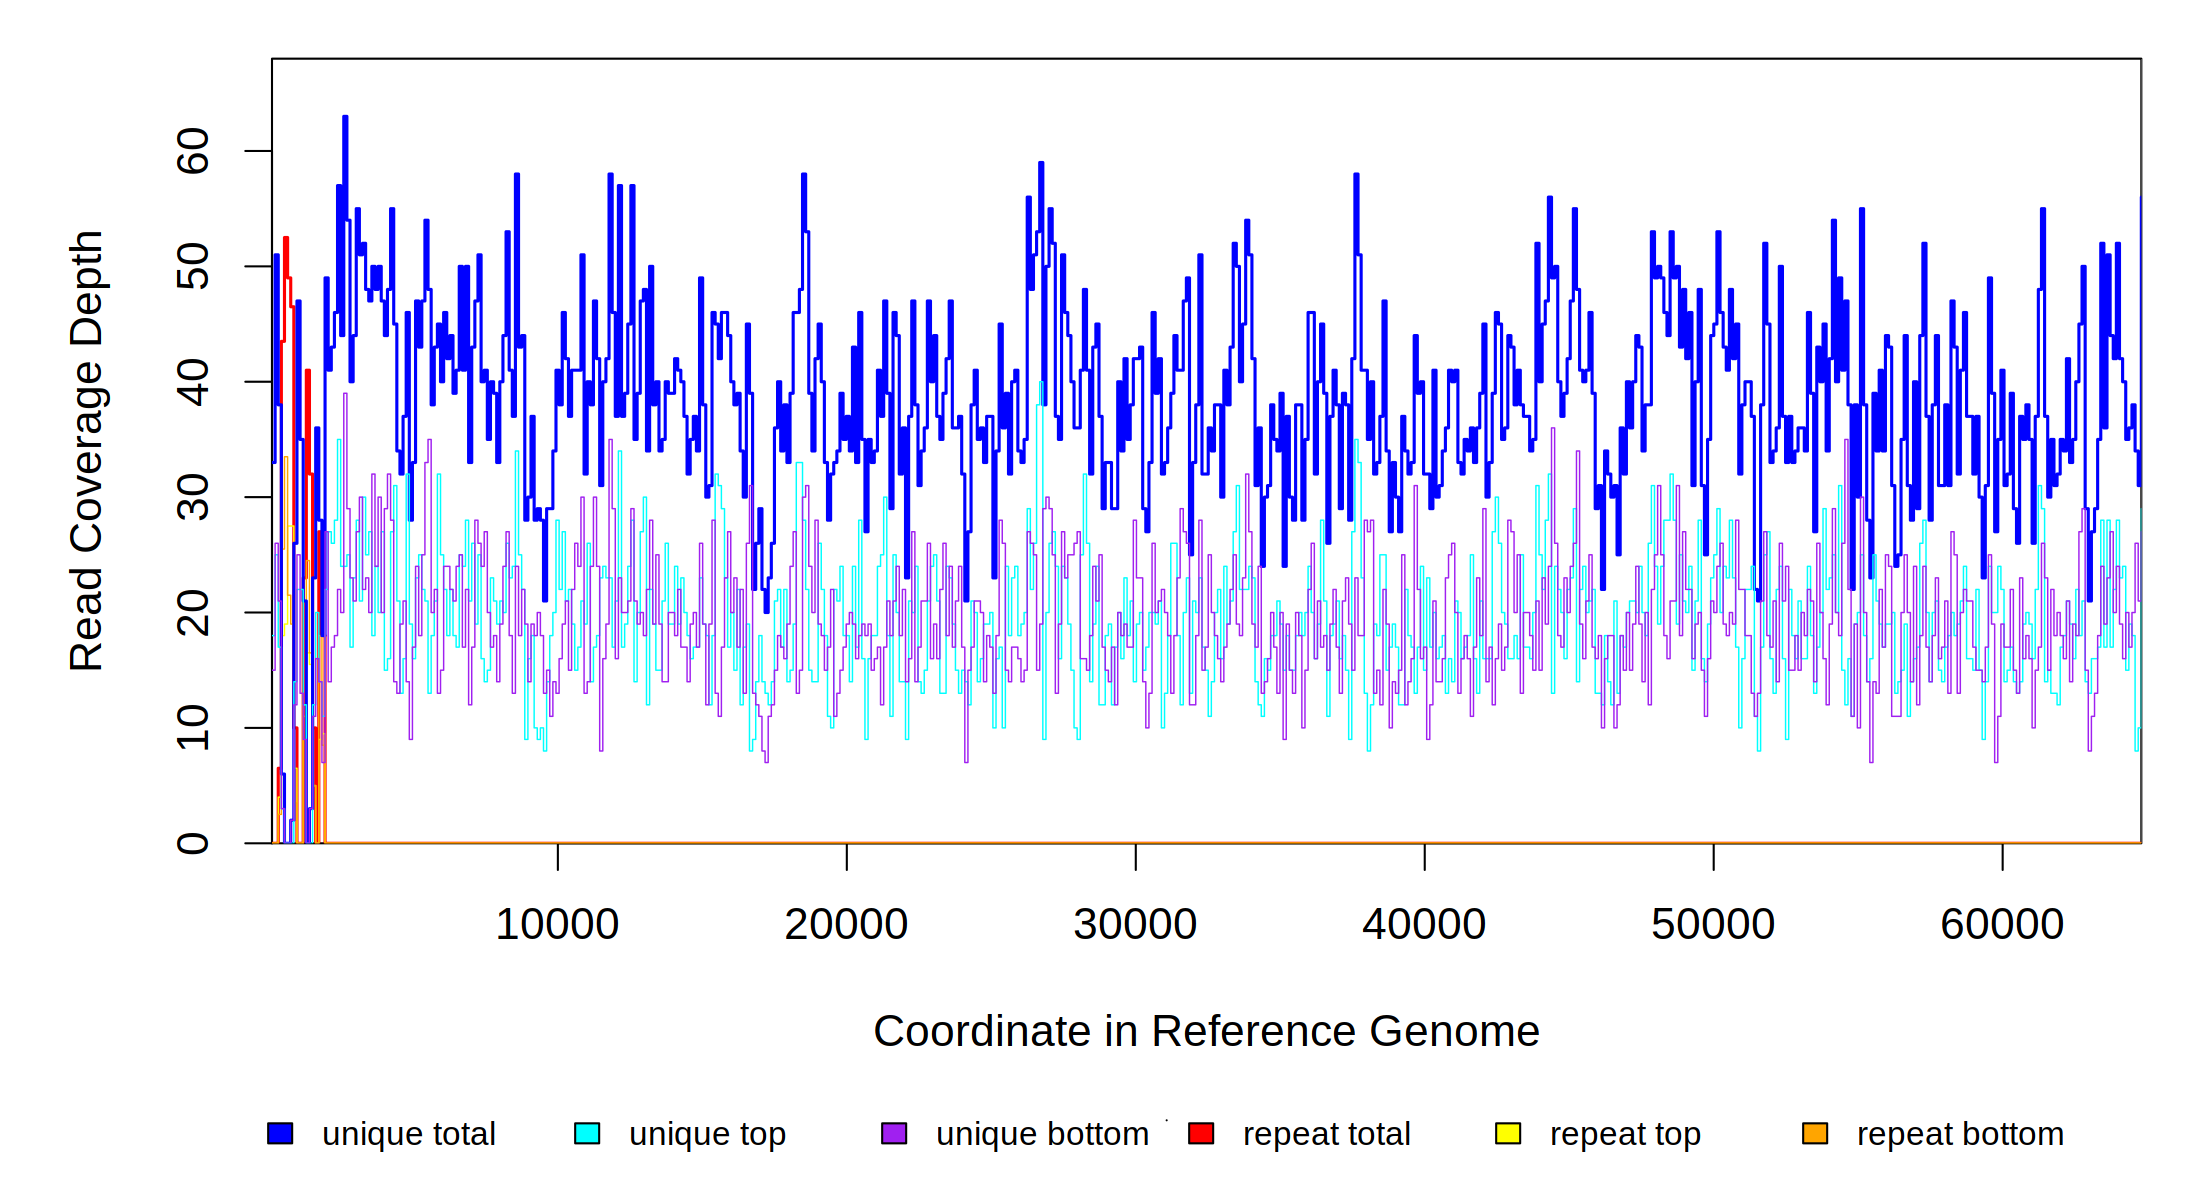 Read Coverage Depth
60
50
40
30
20
10
0
10000 20000 30000 40000 50000 60000
Coordinate in Reference Genome
unique total unique top unique bottom repeat total repeat top repeat bottom